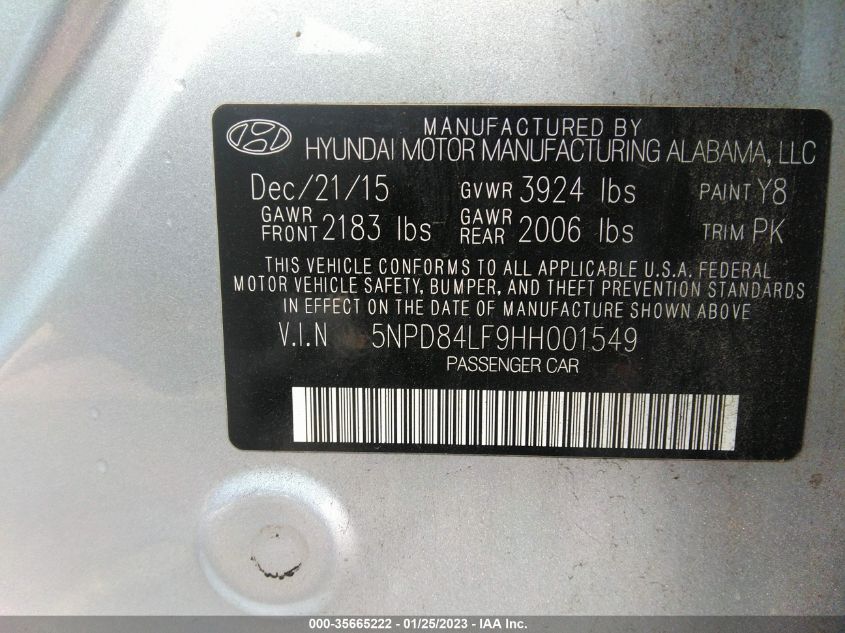 MANUFACTURED BY
HYUNDAI MOTOR MANUFACTURING ALABAMA, LLC
Dec/21/15 GVWR 3924 lbs PAINT Y8
GAWR FRONT 2183 lbs GAWR REAR 2006 lbs TRIM PK
THIS VEHICLE CONFORMS TO ALL APPLICABLE U.S.A. FEDERAL
MOTOR VEHICLE SAFETY, BUMPER, AND THEFT PREVENTION STANDARDS
IN EFFECT ON THE DATE OF MANUFACTURE SHOWN ABOVE
V.I.N 5NPD84LF9HH001549
PASSENGER CAR
000-35665222 - 01/25/2023 - IAA Inc.